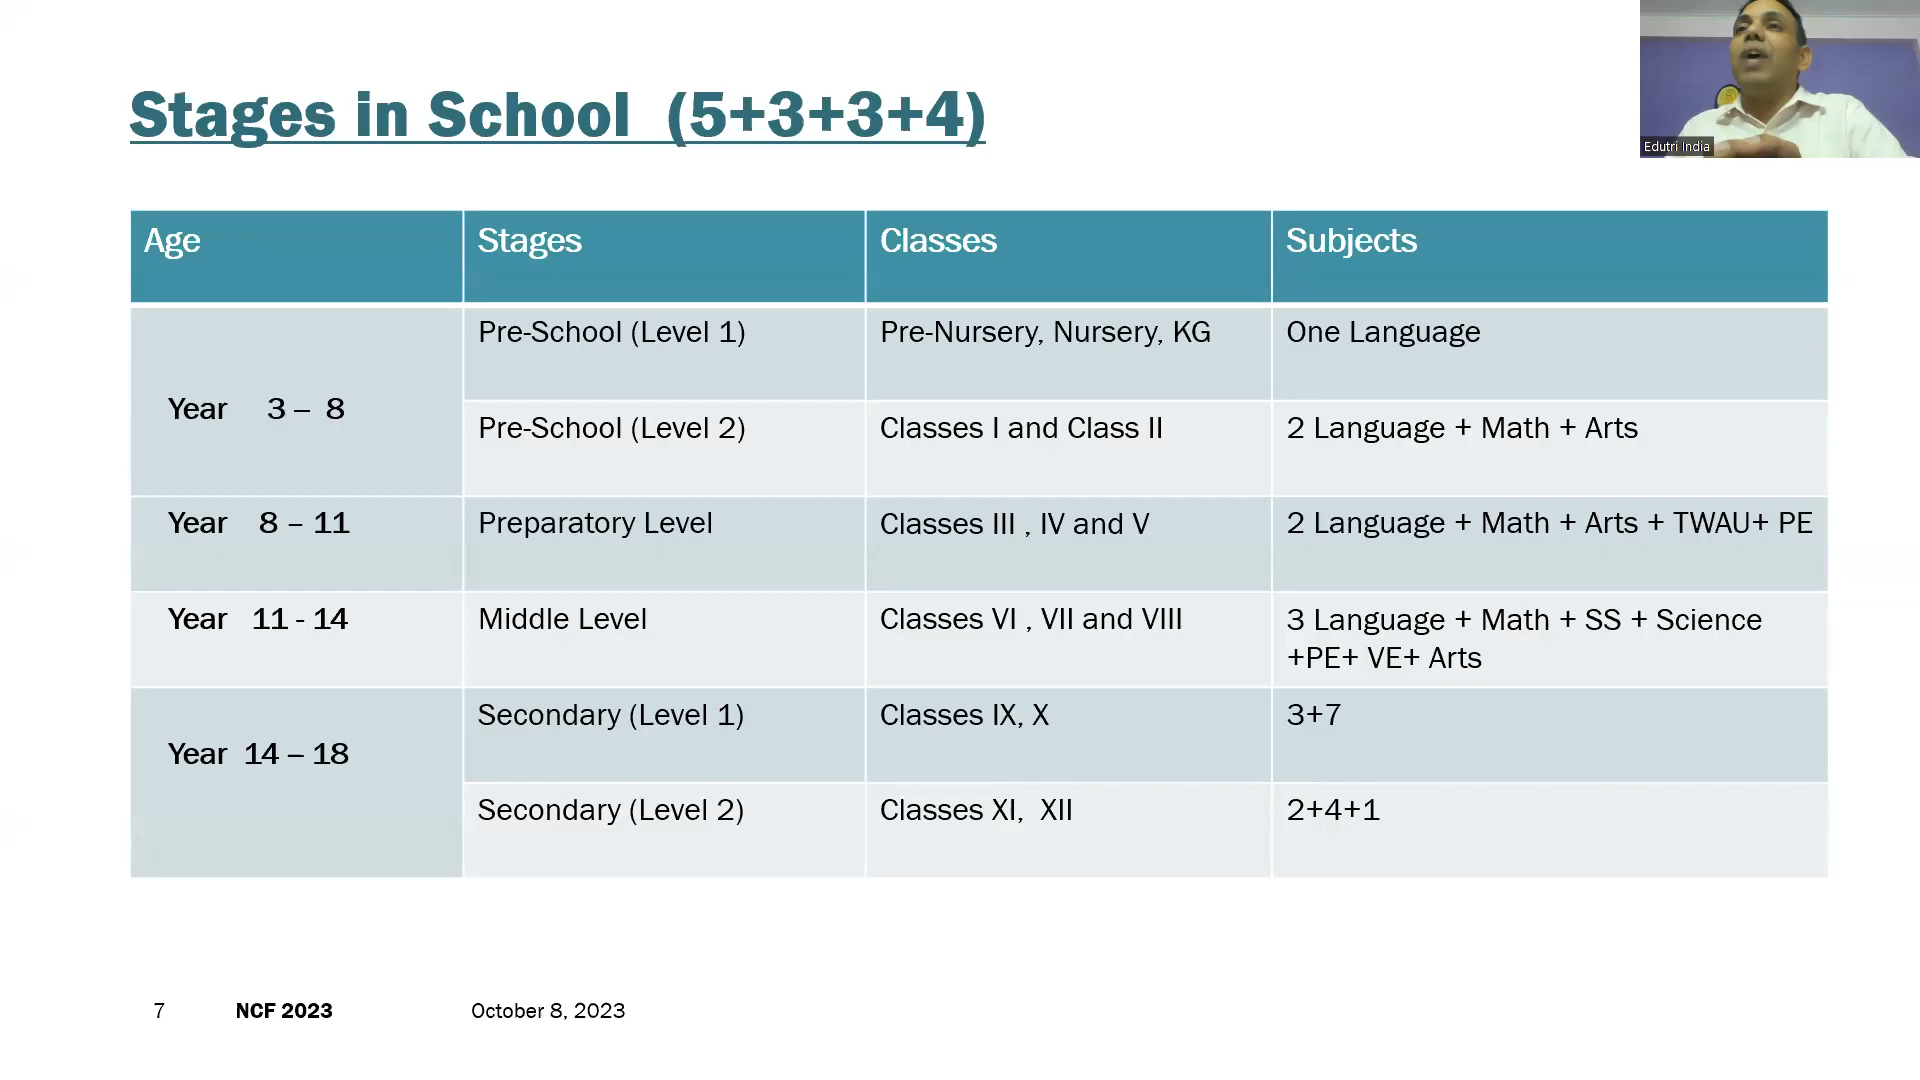 Stages in School (5+3+3+4)
Edutri India
Age Stages Classes Subjects
Year 3 – 8
Pre-School (Level 1) Pre-Nursery, Nursery, KG One Language
Pre-School (Level 2) Classes I and Class II 2 Language + Math + Arts
Year 8 – 11 Preparatory Level Classes III , IV and V 2 Language + Math + Arts + TWAU+ PE
Year 11 - 14 Middle Level Classes VI , VII and VIII 3 Language + Math + SS + Science
+PE+ VE+ Arts
Year 14 – 18
Secondary (Level 1) Classes IX, X 3+7
Secondary (Level 2) Classes XI, XII 2+4+1
7 NCF 2023 October 8, 2023